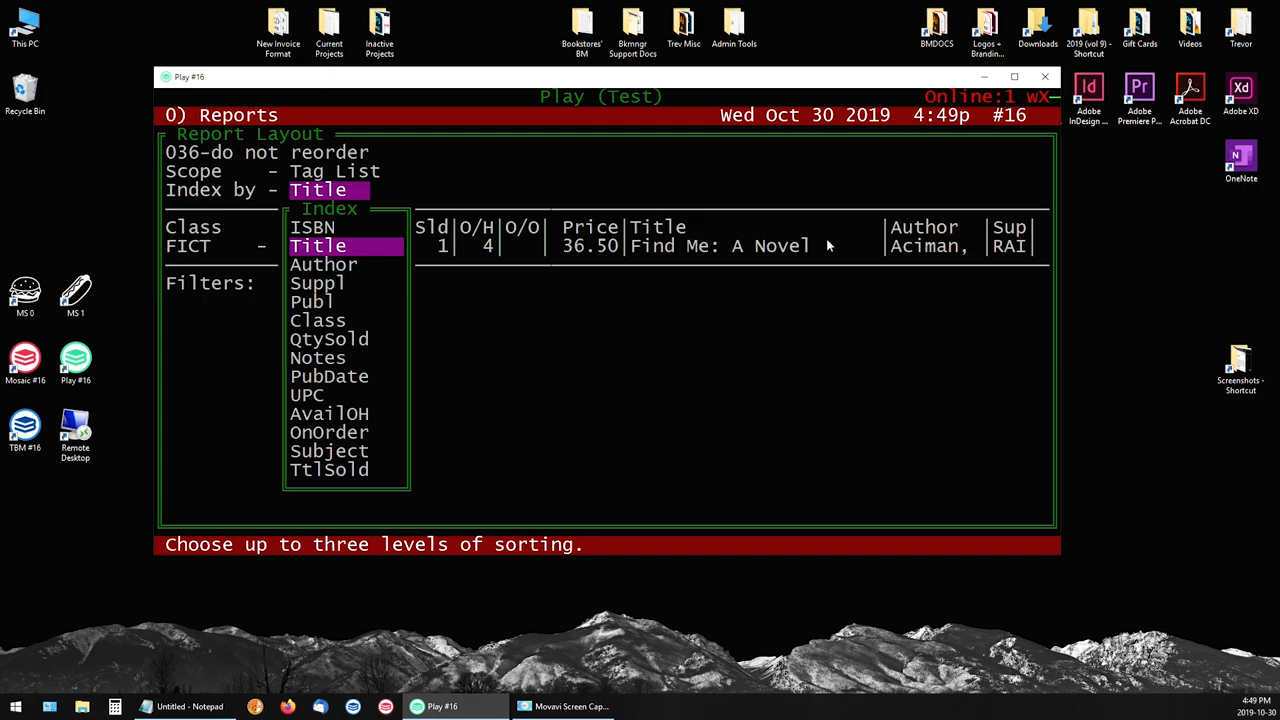 This PC
New Invoice Format
Current Projects
Inactive Projects
Bookstores' BM
Bkmngr Support Docs
Trev Misc
Admin Tools
BMDOCS
Logos + Brandin...
Downloads
2019 (vol 9) - Shortcut
Gift Cards
Videos
Trevor
Recycle Bin
Play #16
Play (Test)
Online:1 wX
O) Reports
Wed Oct 30 2019 4:49p #16
Report Layout
O36-do not reorder
Scope - Tag List
Index by - Title
Index
Class
ISBN
Sld|O/H|O/O| Price|Title |Author |Sup|
FICT -
Title
1| 4| | 36.50|Find Me: A Novel |Aciman, |RAI|
Author
Filters:
Suppl
Publ
Class
QtySold
Notes
PubDate
UPC
AvailOH
OnOrder
Subject
TtlSold
Choose up to three levels of sorting.
Adobe InDesign ...
Adobe Premiere P...
Adobe Acrobat DC
Adobe XD
OneNote
MS 0
MS 1
Mosaic #16
Play #16
TBM #16
Remote Desktop
Screenshots - Shortcut
Untitled - Notepad
Play #16
Movavi Screen Cap...
4:49 PM
2019-10-30